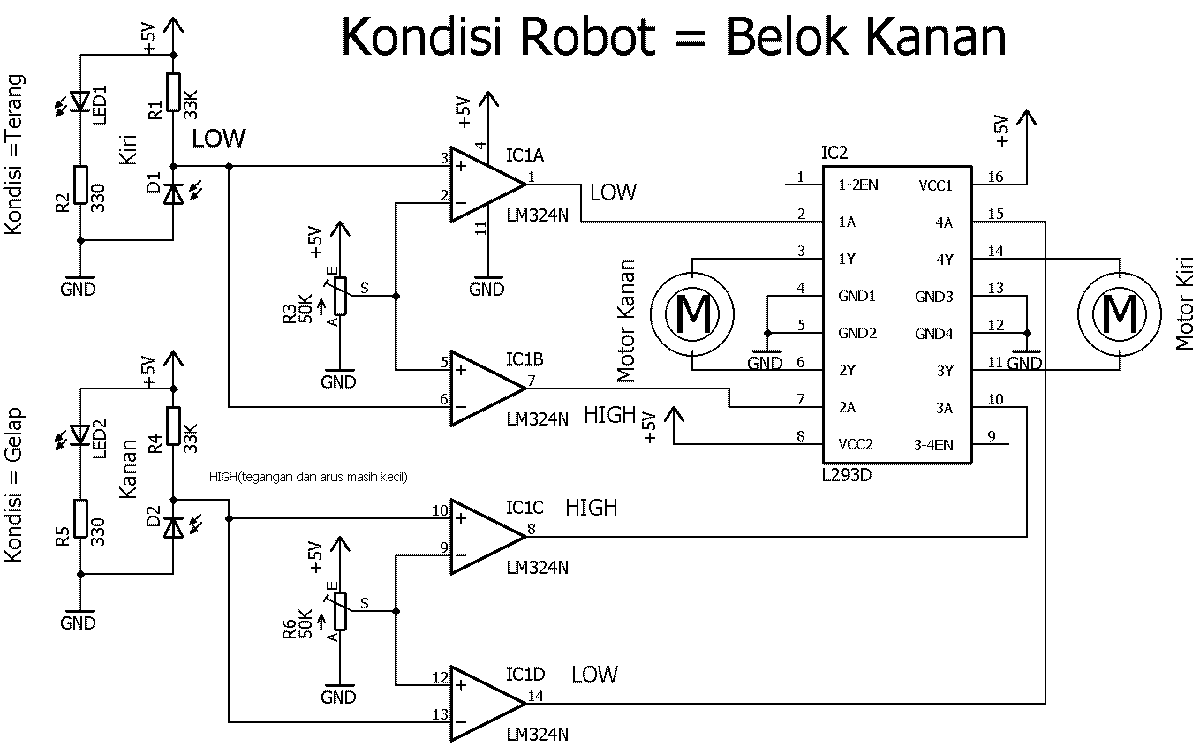 Kondisi Robot = Belok Kanan
Kondisi =Terang
+5V
LED1
R1
33K
Kiri
LOW
R2
330
D1
GND
+5V
4
3
+
2
−
1
11
IC1A
LM324N
GND
LOW
+5V
E
S
R3
50K
A
GND
5
+
6
−
7
IC1B
LM324N
HIGH
Motor Kanan
M
+5V
IC2
1
1-2EN
VCC1
16
2
1A
4A
15
3
1Y
4Y
14
4
GND1
GND3
13
5
GND2
GND4
12
GND
GND
6
2Y
3Y
11
7
2A
3A
10
8
VCC2
3-4EN
9
L293D
+5V
M
Motor Kiri
Kondisi = Gelap
+5V
LED2
R4
33K
Kanan
HIGH(tegangan dan arus masih kecil)
R5
330
D2
GND
10
+
9
−
8
IC1C
LM324N
HIGH
+5V
E
S
R6
50K
A
GND
12
+
13
−
14
IC1D
LM324N
LOW